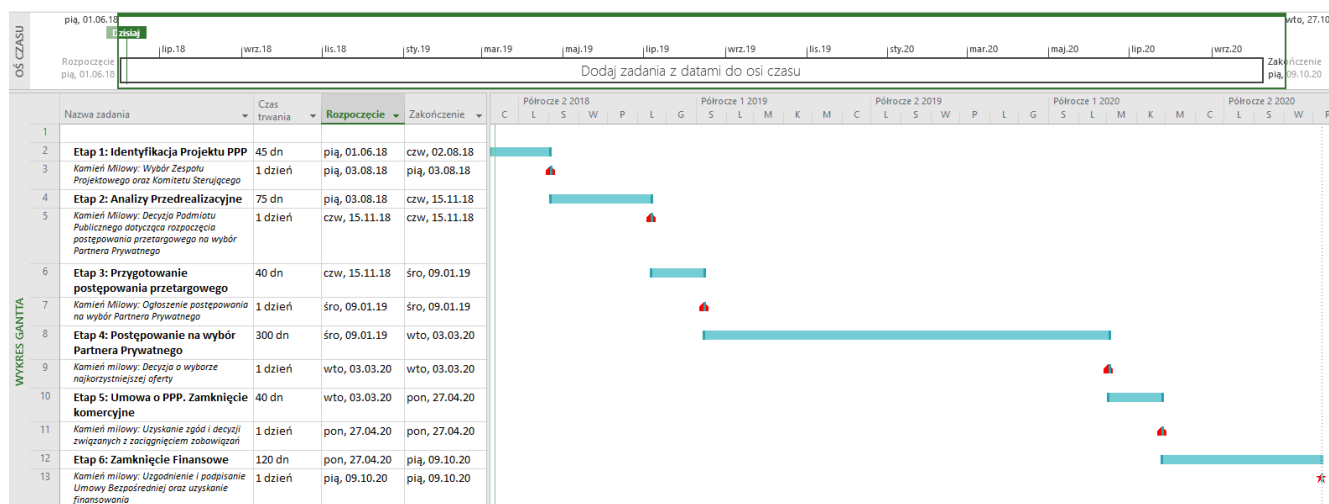 OŚ CZASU
pią, 01.06.18
wto, 27.10
Dzisiaj
lip.18 wrz.18 lis.18 sty.19 mar.19 maj.19 lip.19 wrz.19 lis.19 sty.20 mar.20 maj.20 lip.20 wrz.20
Rozpoczęcie
pią, 01.06.18
Dodaj zadania z datami do osi czasu
Zakończenie
pią, 09.10.20
WYKRES GANTTA
Nazwa zadania
Czas
trwania
Rozpoczęcie
Zakończenie
Półrocze 2 2018 Półrocze 1 2019 Półrocze 2 2019 Półrocze 1 2020 Półrocze 2 2020
C L S W P L G S L M K M C L S W P L G S L M K M C L S W P
1
2 Etap 1: Identyfikacja Projektu PPP 45 dn pią, 01.06.18 czw, 02.08.18
3 Kamień Milowy: Wybór Zespołu 1 dzień pią, 03.08.18 pią, 03.08.18
Projektowego oraz Komitetu Sterującego
4 Etap 2: Analizy Przedrealizacyjne 75 dn pią, 03.08.18 czw, 15.11.18
5 Kamień Milowy: Decyzja Podmiotu 1 dzień czw, 15.11.18 czw, 15.11.18
Publicznego dotycząca rozpoczęcia
postępowania przetargowego na wybór
Partnera Prywatnego
6 Etap 3: Przygotowanie 40 dn czw, 15.11.18 śro, 09.01.19
postępowania przetargowego
7 Kamień Milowy: Ogłoszenie postępowania 1 dzień śro, 09.01.19 śro, 09.01.19
na wybór Partnera Prywatnego
8 Etap 4: Postępowanie na wybór 300 dn śro, 09.01.19 wto, 03.03.20
Partnera Prywatnego
9 Kamień milowy: Decyzja o wyborze 1 dzień wto, 03.03.20 wto, 03.03.20
najkorzystniejszej oferty
10 Etap 5: Umowa o PPP. Zamknięcie 40 dn wto, 03.03.20 pon, 27.04.20
komercyjne
11 Kamień milowy: Uzyskanie zgód i decyzji 1 dzień pon, 27.04.20 pon, 27.04.20
związanych z zaciągnięciem zobowiązań
12 Etap 6: Zamknięcie Finansowe 120 dn pon, 27.04.20 pią, 09.10.20
13 Kamień milowy: Uzgodnienie i podpisanie 1 dzień pią, 09.10.20 pią, 09.10.20
Umowy Bezpośredniej oraz uzyskanie
finansowania